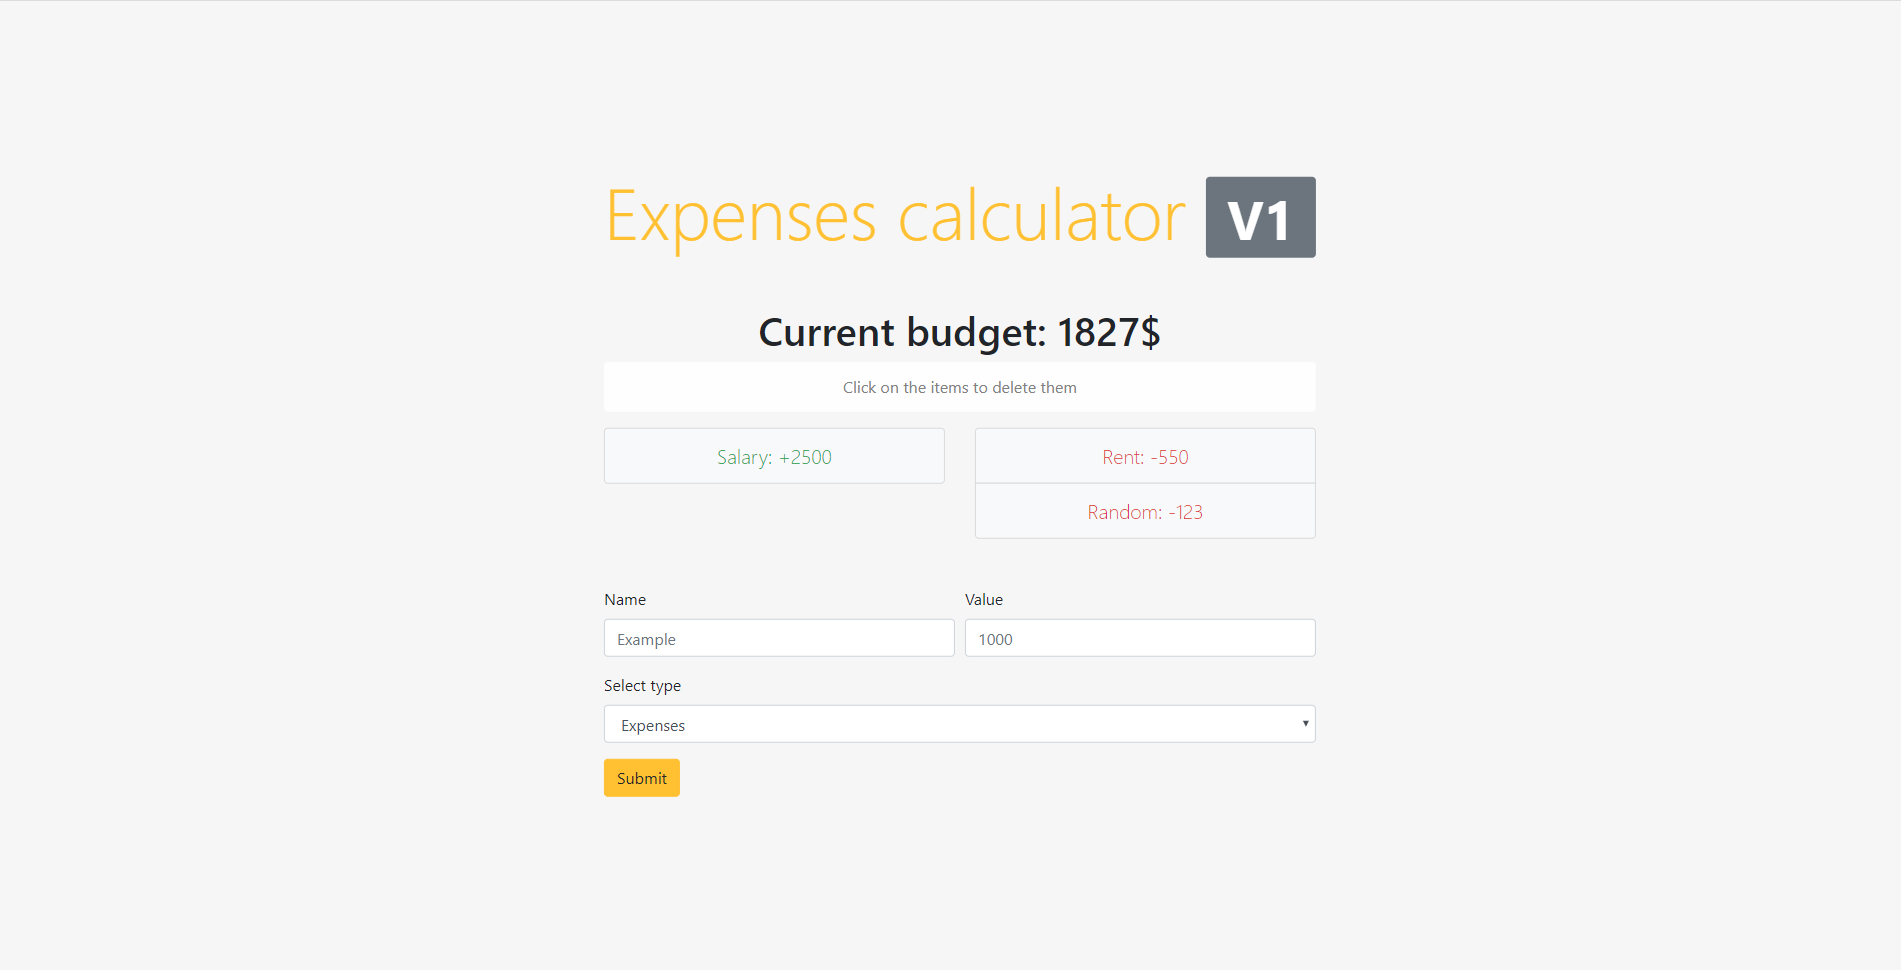 Expenses calculator V1
Current budget: 1827$
Click on the items to delete them
Salary: +2500
Rent: -550
Random: -123
Name
Value
Example
1000
Select type
Expenses
Submit